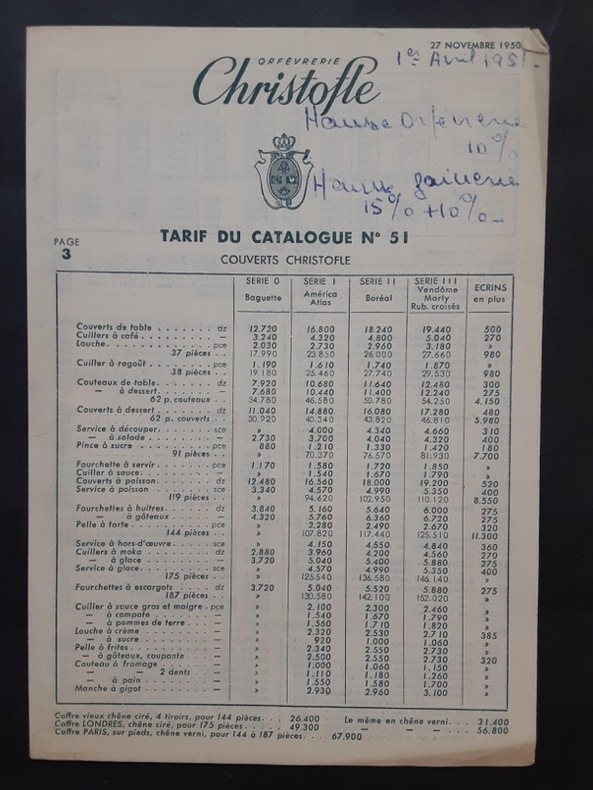 27 NOVEMBRE 1950
1er Avril 1951
ORFÈVRERIE
Christofle
Hausse Orfèvrerie
10%
Hausse gainerie
15% + 10%
TARIF DU CATALOGUE N° 51
PAGE
3
COUVERTS CHRISTOFLE
SERIE 0 SERIE I SERIE II SERIE III ECRINS
Baguette América Boréal Vendôme en plus
Atlas Marly
Rub. croisés
Couverts de table . . . . . . . dz 12.720 16.800 18.240 19.440 500
Cuillers à café . . . . . . . . — 3.240 4.320 4.800 5.040 270
Louche . . . . . . . . . . . pce 2.030 2.730 2.960 3.180 »
37 pièces . . . 17.990 23.850 26.000 27.660 980
Cuiller à ragoût . . . . . . . pce 1.190 1.610 1.740 1.870 »
38 pièces . . . 19.180 25.460 27.740 29.530 980
Couteaux de table . . . . . . . dz 7.920 10.680 11.640 12.480 300
— à dessert . . . . . . — 7.680 10.440 11.400 12.240 275
62 p. couteaux . . 34.780 46.580 50.780 54.250 4.150
Couverts à dessert . . . . . . dz 11.040 14.880 16.080 17.280 480
62 p. couverts . . 30.920 40.340 43.820 46.810 5.980
Service à découper . . . . . . sce » 4.000 4.340 4.660 310
— à salade . . . . . . . — 2.730 3.700 4.040 4.320 400
Pince à sucre . . . . . . . . pce 880 1.210 1.330 1.420 180
91 pièces . . » 70.370 76.570 81.930 7.700
Fourchette à servir . . . . . . pce 1.170 1.580 1.720 1.850 »
Cuiller à sauce . . . . . . . . — » 1.540 1.670 1.790 »
Couverts à poisson . . . . . . dz 12.480 16.560 18.000 19.200 520
Service à poisson . . . . . . sce 3.340 4.570 4.990 5.350 400
119 pièces . . » 94.620 102.950 110.120 8.550
Fourchettes à huîtres . . . . . dz 3.840 5.160 5.640 6.000 275
— à gâteaux . . . . . — 4.320 5.760 6.360 6.720 275
Pelle à tarte . . . . . . . . pce » 2.280 2.490 2.670 320
144 pièces . . » 107.820 117.440 125.510 11.300
Service à hors-d'œuvre . . . . sce » 4.150 4.550 4.840 360
Cuillers à moka . . . . . . . dz 2.880 3.960 4.200 4.560 270
— à glace . . . . . . . — 3.720 5.040 5.400 5.880 275
Service à glace . . . . . . . sce » 4.570 4.990 5.350 400
175 pièces . . » 125.540 136.580 146.140 »
Fourchettes à escargots . . . . dz 3.720 5.040 5.520 5.880 275
187 pièces . . » 130.580 142.100 152.020 »
Cuiller à sauce gras et maigre . pce » 2.100 2.300 2.460 »
— à compote . . . . . . — » 1.540 1.670 1.790 »
— à pommes de terre . . . — » 1.560 1.710 1.820 »
Louche à crème . . . . . . . — » 2.320 2.530 2.710 385
— à sucre . . . . . . . — » 920 1.000 1.060 »
Pelle à frites . . . . . . . . — » 2.340 2.550 2.730 »
— à gâteaux, coupante . . . — » 2.500 2.550 2.730 320
Couteau à fromage . . . . . . — » 1.000 1.060 1.150 »
— — 2 dents . . — » 1.110 1.180 1.260 »
— à pain . . . . . . . — » 1.550 1.580 1.700 »
Manche à gigot . . . . . . . — » 2.930 2.960 3.100 »
Coffre vieux chêne ciré, 4 tiroirs, pour 144 pièces . . . 26.400 Le même en chêne verni . . . 31.400
Coffre LONDRES, chêne ciré, pour 175 pièces . . . . . 49.300 — — — . . . 56.800
Coffre PARIS, sur pieds, chêne verni, pour 144 à 187 pièces . . . 67.900